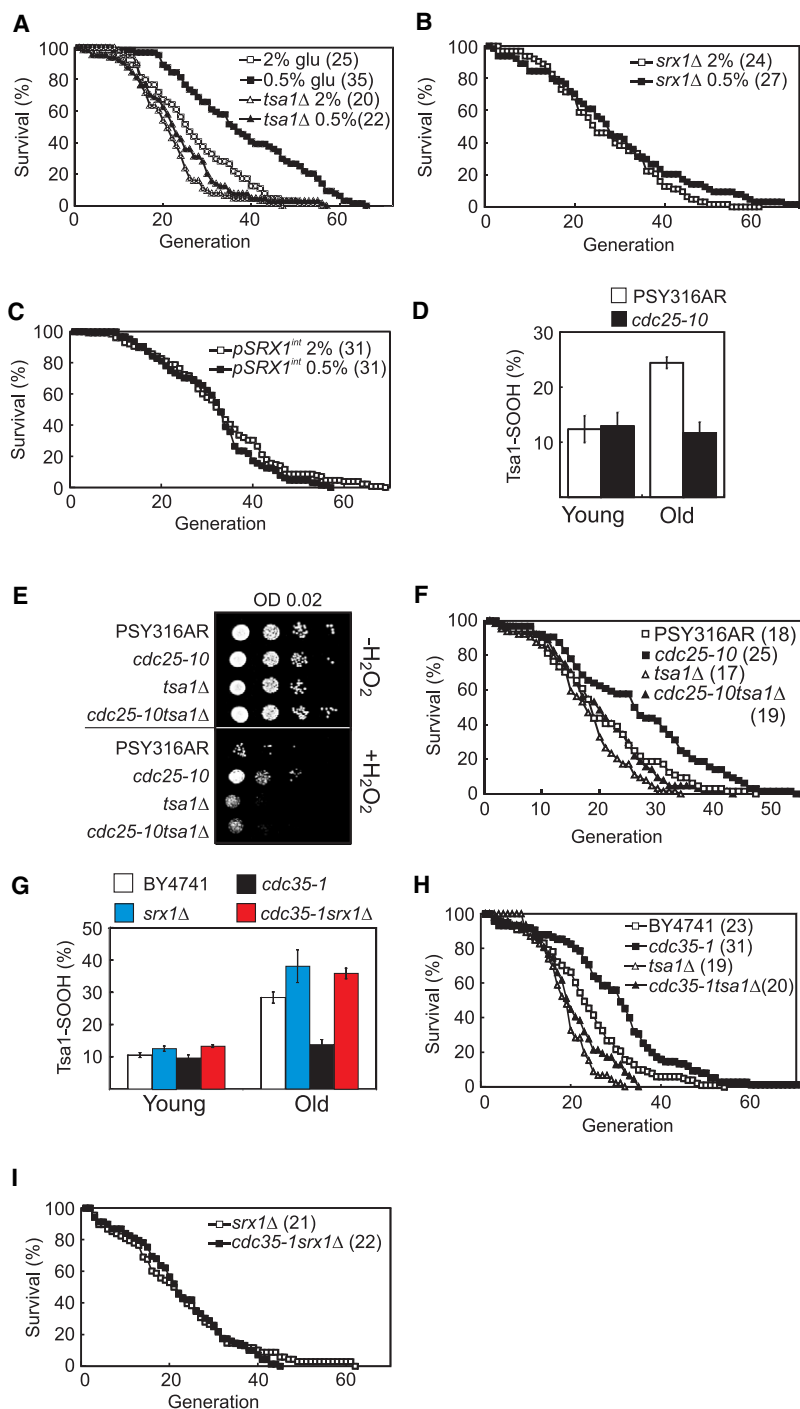 A
Survival (%)
100
80
60
40
20
0
0
20
40
60
Generation
2% glu (25)
0.5% glu (35)
tsa1Δ 2% (20)
tsa1Δ 0.5%(22)
B
Survival (%)
100
80
60
40
20
0
0
20
40
60
Generation
srx1Δ 2% (24)
srx1Δ 0.5% (27)
C
Survival (%)
100
80
60
40
20
0
0
20
40
60
Generation
pSRX1int 2% (31)
pSRX1int 0.5% (31)
D
PSY316AR
cdc25-10
Tsa1-SOOH (%)
30
20
10
Young
Old
E
OD 0.02
PSY316AR
cdc25-10
tsa1Δ
cdc25-10tsa1Δ
-H2O2
PSY316AR
cdc25-10
tsa1Δ
cdc25-10tsa1Δ
+H2O2
F
Survival (%)
100
80
60
40
20
0
0
10
20
30
40
50
Generation
PSY316AR (18)
cdc25-10 (25)
tsa1Δ (17)
cdc25-10tsa1Δ
(19)
G
BY4741
cdc35-1
srx1Δ
cdc35-1srx1Δ
Tsa1-SOOH (%)
50
40
30
20
10
Young
Old
H
Survival (%)
100
80
60
40
20
0
0
20
40
60
Generation
BY4741 (23)
cdc35-1 (31)
tsa1Δ (19)
cdc35-1tsa1Δ(20)
I
Survival (%)
100
80
60
40
20
0
0
20
40
60
Generation
srx1Δ (21)
cdc35-1srx1Δ (22)